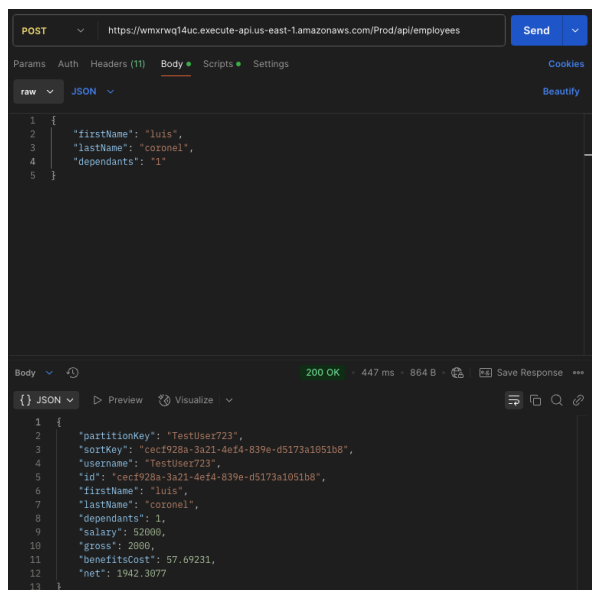 POST https://wmxrwq14uc.execute-api.us-east-1.amazonaws.com/Prod/api/employees Send
Params Auth Headers (11) Body Scripts Settings Cookies
raw JSON Beautify
1 {
2 "firstName": "luis",
3 "lastName": "coronel",
4 "dependants": "1"
5 }
Body 200 OK 447 ms 864 B e.g. Save Response
{} JSON Preview Visualize
1 {
2 "partitionKey": "TestUser723",
3 "sortKey": "cecf928a-3a21-4ef4-839e-d5173a1051b8",
4 "username": "TestUser723",
5 "id": "cecf928a-3a21-4ef4-839e-d5173a1051b8",
6 "firstName": "luis",
7 "lastName": "coronel",
8 "dependants": 1,
9 "salary": 52000,
10 "gross": 2000,
11 "benefitsCost": 57.69231,
12 "net": 1942.3077
13 }